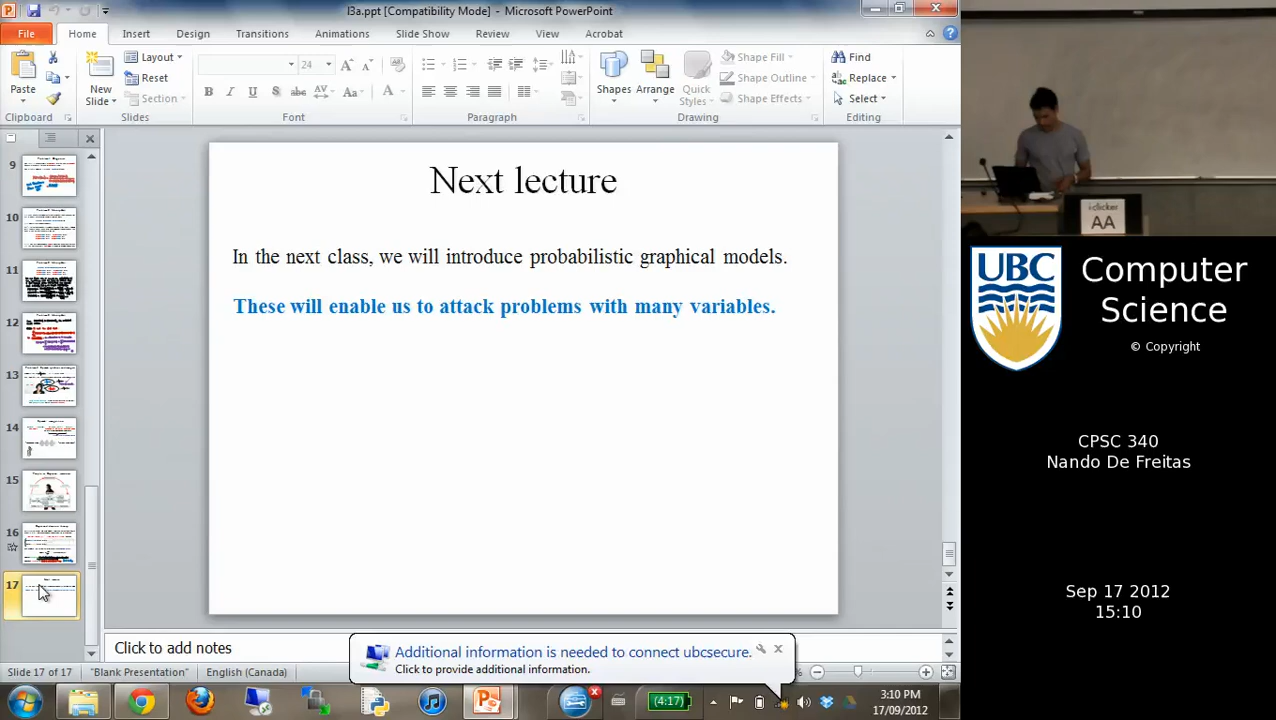 l3a.ppt [Compatibility Mode] - Microsoft PowerPoint
File Home Insert Design Transitions Animations Slide Show Review View Acrobat
Paste
New Slide
Layout
Reset
Section
24
B I U S abc AV Aa A
Shapes
Arrange
Quick Styles
Shape Fill
Shape Outline
Shape Effects
Find
Replace
Select
Clipboard Slides Font Paragraph Drawing Editing
9
10
11
12
13
14
15
16
17
Next lecture
In the next class, we will introduce probabilistic graphical models.
These will enable us to attack problems with many variables.
Click to add notes
Additional information is needed to connect ubcsecure.
Click to provide additional information.
Slide 17 of 17 "Blank Presentation" English (Canada) %
(4:17)
3:10 PM
17/09/2012
i>clicker
AA
UBC
Computer
Science
© Copyright
CPSC 340
Nando De Freitas
Sep 17 2012
15:10